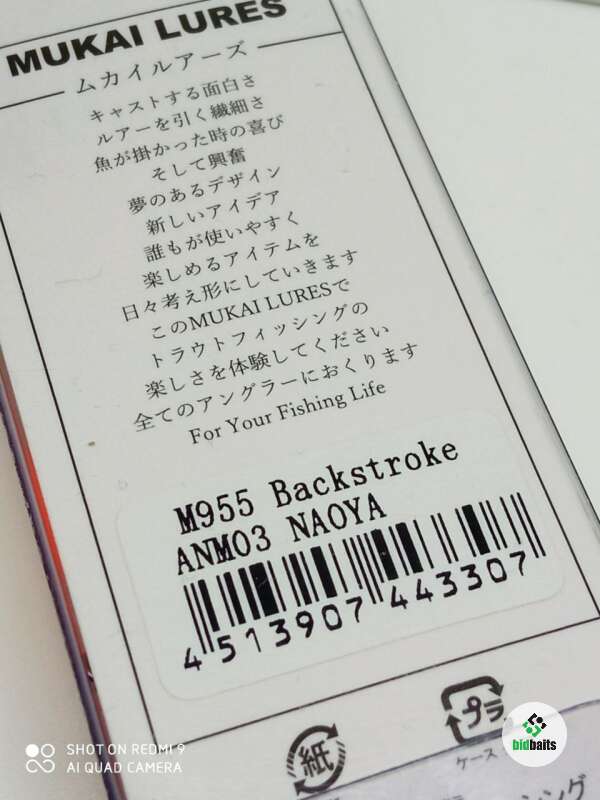 MUKAI LURES
ムカイルアーズ
キャストする面白さ
ルアーを引く繊細さ
魚が掛かった時の喜び
そして興奮
夢のあるデザイン
新しいアイデア
誰もが使いやすく
楽しめるアイテムを
日々考え形にしていきます
このMUKAI LURESで
トラウトフィッシングの
楽しさを体験してください
全てのアングラーにおくります
For Your Fishing Life
M955 Backstroke
ANM03 NAOYA
4513907443307
プラ
紙
ケース
bidbaits
SHOT ON REDMI 9
AI QUAD CAMERA